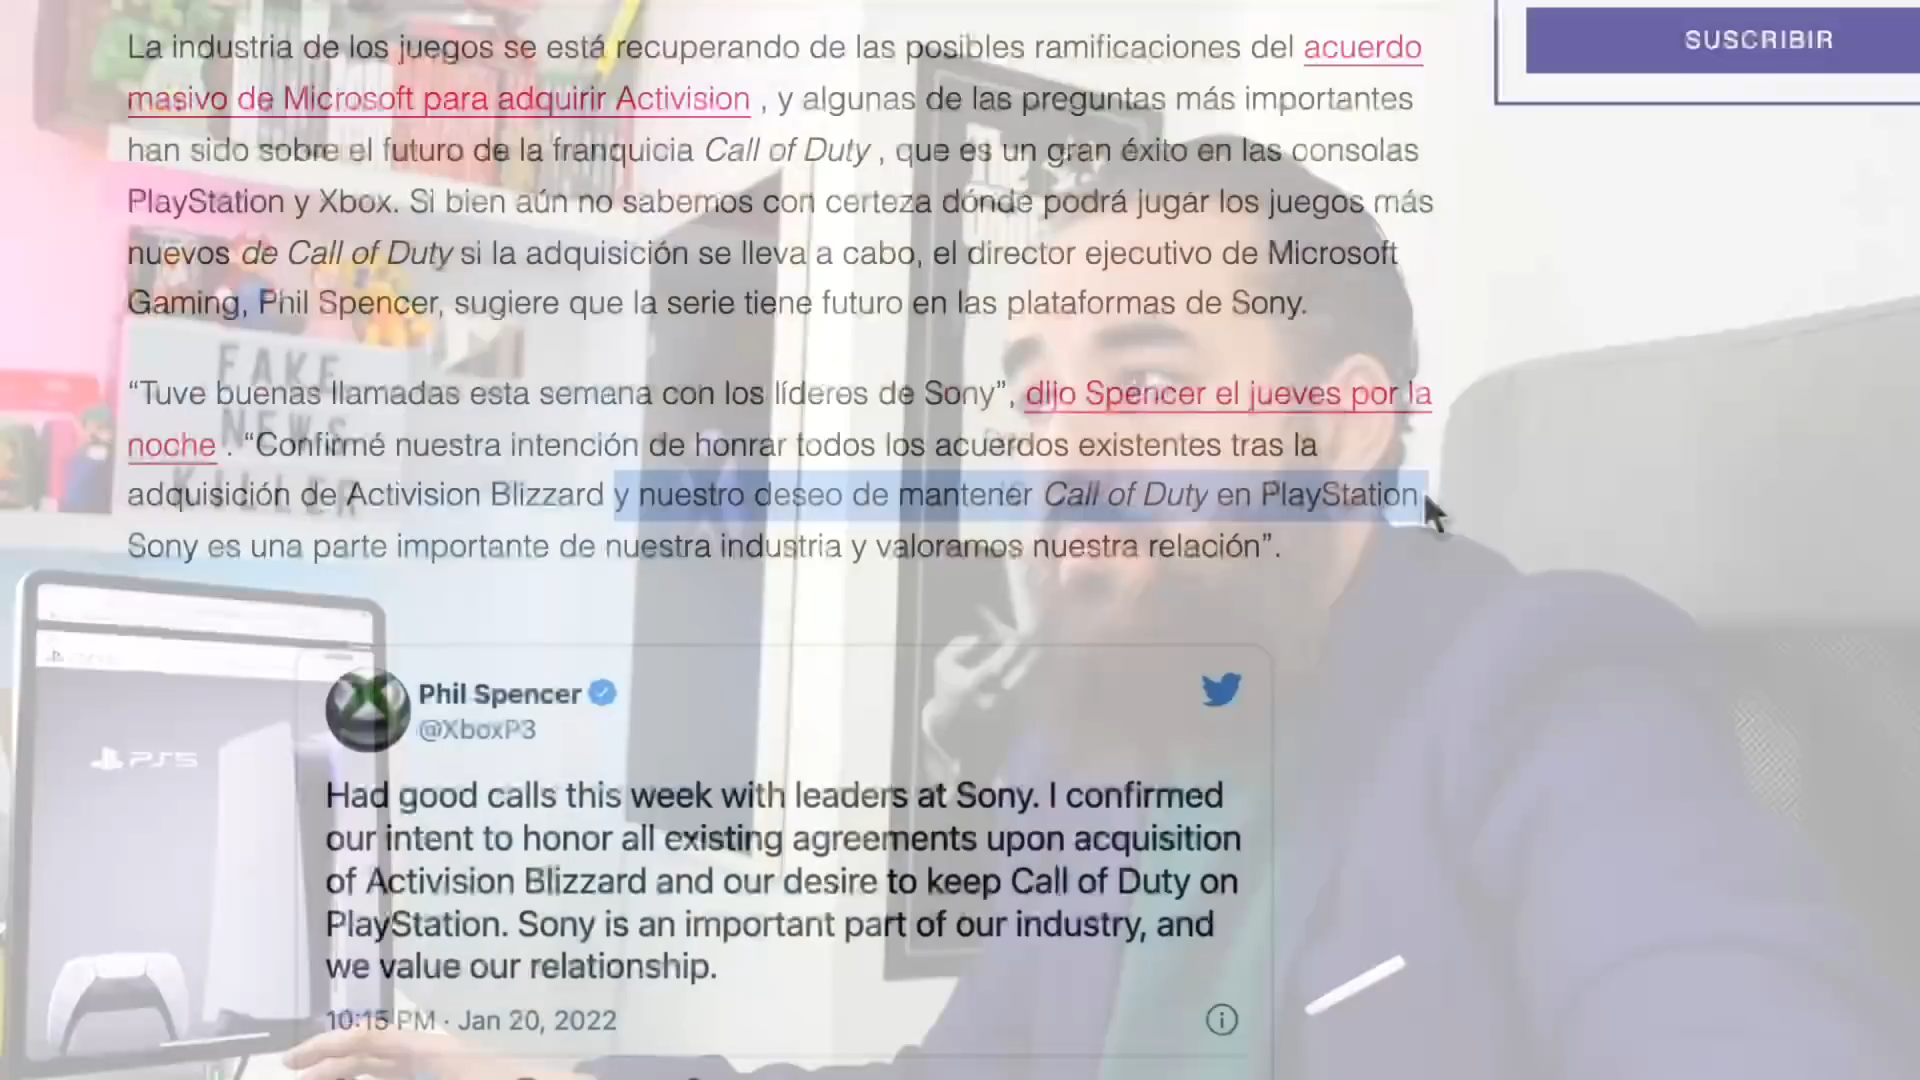 La industria de los juegos se está recuperando de las posibles ramificaciones del acuerdo
masivo de Microsoft para adquirir Activision , y algunas de las preguntas más importantes
han sido sobre el futuro de la franquicia Call of Duty , que es un gran éxito en las consolas
PlayStation y Xbox. Si bien aún no sabemos con certeza dónde podrá jugar los juegos más
nuevos de Call of Duty si la adquisición se lleva a cabo, el director ejecutivo de Microsoft
Gaming, Phil Spencer, sugiere que la serie tiene futuro en las plataformas de Sony.
“Tuve buenas llamadas esta semana con los líderes de Sony”, dijo Spencer el jueves por la
noche . “Confirmé nuestra intención de honrar todos los acuerdos existentes tras la
adquisición de Activision Blizzard y nuestro deseo de mantener Call of Duty en PlayStation
Sony es una parte importante de nuestra industria y valoramos nuestra relación”.
SUSCRIBIR
FAKE
NEWS
KILLER
PS5
Phil Spencer
@XboxP3
Had good calls this week with leaders at Sony. I confirmed
our intent to honor all existing agreements upon acquisition
of Activision Blizzard and our desire to keep Call of Duty on
PlayStation. Sony is an important part of our industry, and
we value our relationship.
10:15 PM · Jan 20, 2022